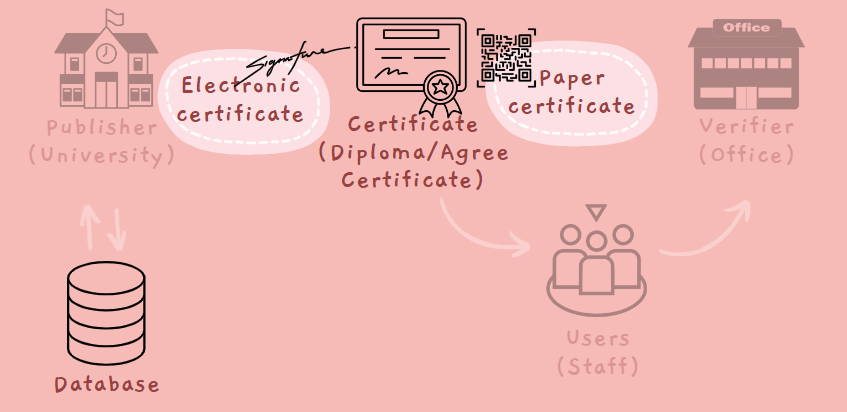 Office
Signature
Electronic
certificate
Paper
certificate
Publisher
(University)
Certificate
(Diploma/Agree
Certificate)
Verifier
(Office)
Users
(Staff)
Database